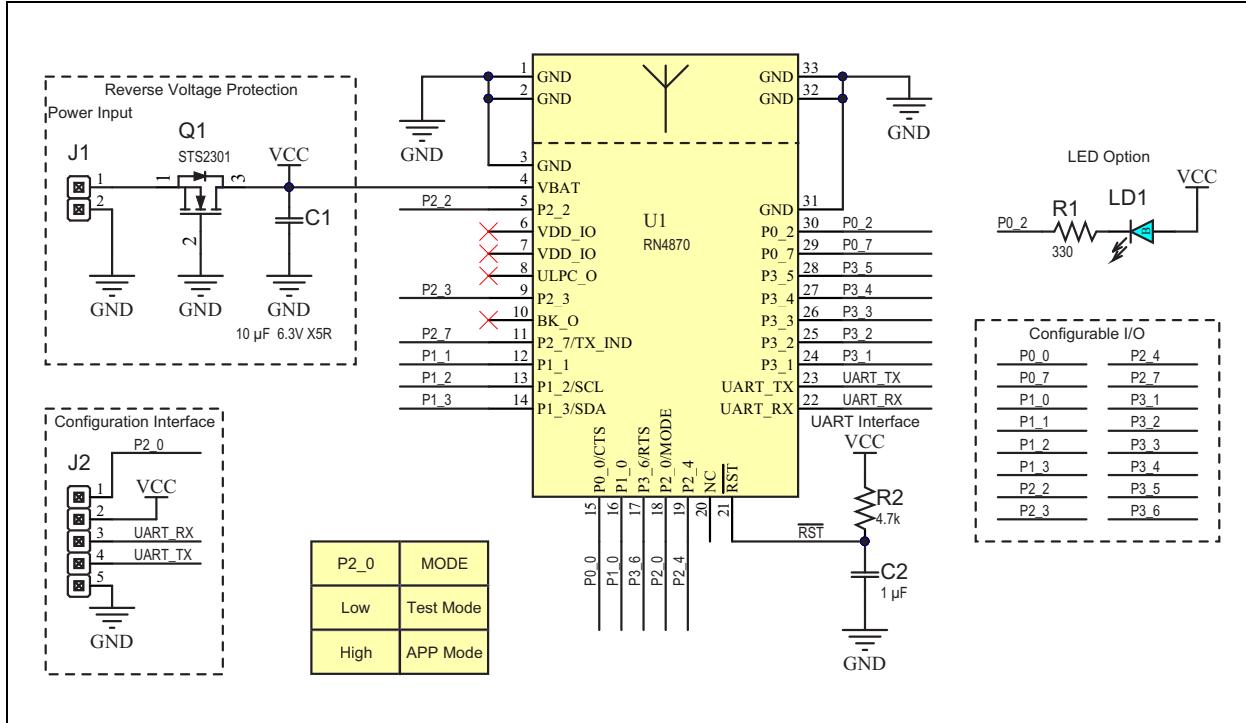 Reverse Voltage Protection
Power Input
J1
1
2
Q1
STS2301
1
3
2
VCC
C1
GND
GND
GND
10 µF 6.3V X5R
Configuration Interface
J2
P2_0
1
VCC
2
3 UART_RX
4 UART_TX
5
GND
P2_0 MODE
Low Test Mode
High APP Mode
GND
U1
RN4870
1 GND
2 GND
3 GND
4 VBAT
P2_2 5 P2_2
6 VDD_IO
7 VDD_IO
8 ULPC_O
P2_3 9 P2_3
10 BK_O
P2_7 11 P2_7/TX_IND
P1_1 12 P1_1
P1_2 13 P1_2/SCL
P1_3 14 P1_3/SDA
P0_0/CTS 15 P0_0
P1_0 16 P1_0
P3_6/RTS 17 P3_6
P2_0/MODE 18 P2_0
P2_4 19 P2_4
NC 20
RST 21
RST
GND 33
GND 32
GND
GND 31
P0_2 30 P0_2
P0_7 29 P0_7
P3_5 28 P3_5
P3_4 27 P3_4
P3_3 26 P3_3
P3_2 25 P3_2
P3_1 24 P3_1
UART_TX 23 UART_TX
UART_RX 22 UART_RX
UART Interface
VCC
R2
4.7k
C2
1 µF
GND
LED Option
P0_2
R1
330
LD1
B
VCC
Configurable I/O
P0_0 P2_4
P0_7 P2_7
P1_0 P3_1
P1_1 P3_2
P1_2 P3_3
P1_3 P3_4
P2_2 P3_5
P2_3 P3_6